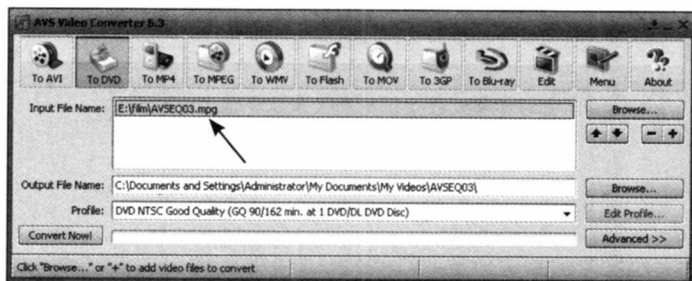 AVS Video Converter 6.3
To AVI To DVD To MP4 To MPEG To WMV To Flash To MOV To 3GP To Blu-ray Edit Menu About
Input File Name: E:\film\AVSEQ03.mpg Browse...
Output File Name: C:\Documents and Settings\Administrator\My Documents\My Videos\AVSEQ03\ Browse...
Profile: DVD NTSC Good Quality (GQ 90/162 min. at 1 DVD/DL DVD Disc) Edit Profile...
Convert Now! Advanced >>
Click "Browse..." or "+" to add video files to convert